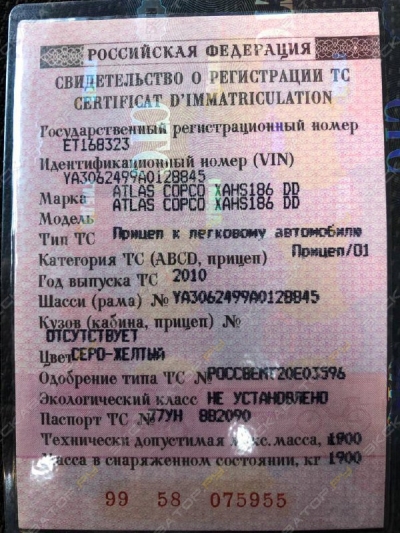 РОССИЙСКАЯ ФЕДЕРАЦИЯ
СВИДЕТЕЛЬСТВО О РЕГИСТРАЦИИ ТС
CERTIFICAT D'IMMATRICULATION
Государственный регистрационный номер
ЕТ168323
Идентификационный номер (VIN)
YA3062499A0128845
Марка ATLAS COPCO XAHS186 DD
Модель ATLAS COPCO XAHS186 DD
Тип ТС Прицеп к легковому автомобилю
Категория ТС (ABCD, прицеп) Прицеп/01
Год выпуска ТС 2010
Шасси (рама) № YA3062499A0128845
Кузов (кабина, прицеп) №
ОТСУТСТВУЕТ
Цвет СЕРО-ЖЕЛТЫЙ
Одобрение типа ТС №
Экологический класс НЕ УСТАНОВЛЕНО
Паспорт ТС № 77УН 882090
Технически допустимая макс. масса, 1900
Масса в снаряженном состоянии, кг 1900
99 58 075955